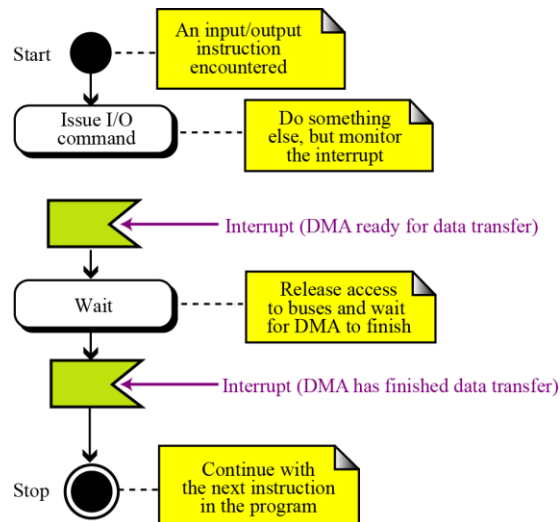 An input/output
instruction
encountered
Start
Issue I/O
command
Do something
else, but monitor
the interrupt
Interrupt (DMA ready for data transfer)
Wait
Release access
to buses and wait
for DMA to finish
Interrupt (DMA has finished data transfer)
Stop
Continue with
the next instruction
in the program